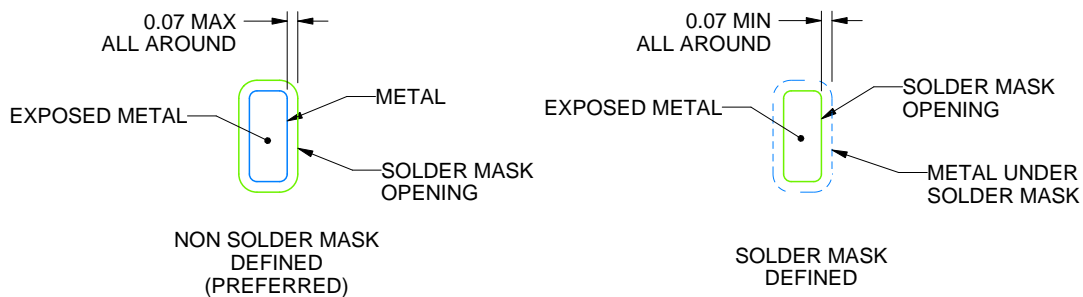 0.07 MAX
ALL AROUND
EXPOSED METAL
METAL
SOLDER MASK
OPENING
NON SOLDER MASK
DEFINED
(PREFERRED)
0.07 MIN
ALL AROUND
EXPOSED METAL
SOLDER MASK
OPENING
METAL UNDER
SOLDER MASK
SOLDER MASK
DEFINED